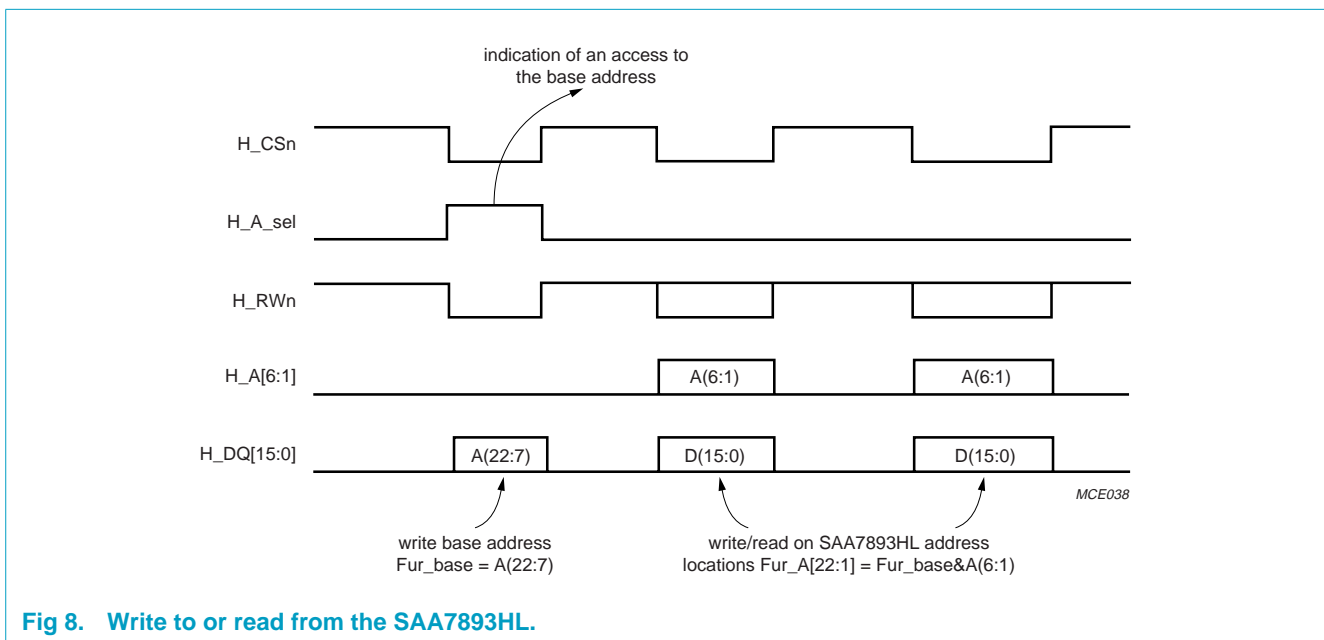 indication of an access to
the base address
H_CSn
H_A_sel
H_RWn
H_A[6:1]
A(6:1)
A(6:1)
H_DQ[15:0]
A(22:7)
D(15:0)
D(15:0)
MCE038
write base address
Fur_base = A(22:7)
write/read on SAA7893HL address
locations Fur_A[22:1] = Fur_base&A(6:1)
Fig 8. Write to or read from the SAA7893HL.